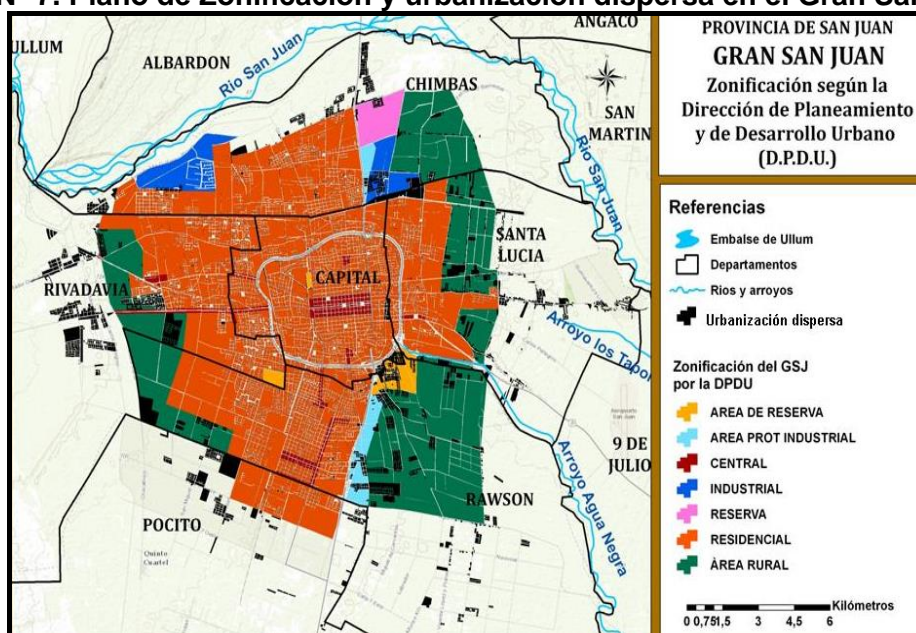 N° 7: Plano de Zonificación y urbanización dispersa en el Gran San
ULLUM
ALBARDON
Rio San Juan
ANGACO
CHIMBAS
SAN
MARTIN
Rio San Juan
SANTA
LUCIA
CAPITAL
RIVADAVIA
Arroyo los Tapon
9 DE
JULIO
Arroyo Agua Negra
RAWSON
POCITO
Quinto
Cuartel
PROVINCIA DE SAN JUAN
GRAN SAN JUAN
Zonificación según la
Dirección de Planeamiento
y de Desarrollo Urbano
(D.P.D.U.)
Referencias
Embalse de Ullum
Departamentos
Rios y arroyos
Urbanización dispersa
Zonificación del GSJ
por la DPDU
AREA DE RESERVA
AREA PROT INDUSTRIAL
CENTRAL
INDUSTRIAL
RESERVA
RESIDENCIAL
ÀREA RURAL
Kilómetros
0 0,751,5 3 4,5 6